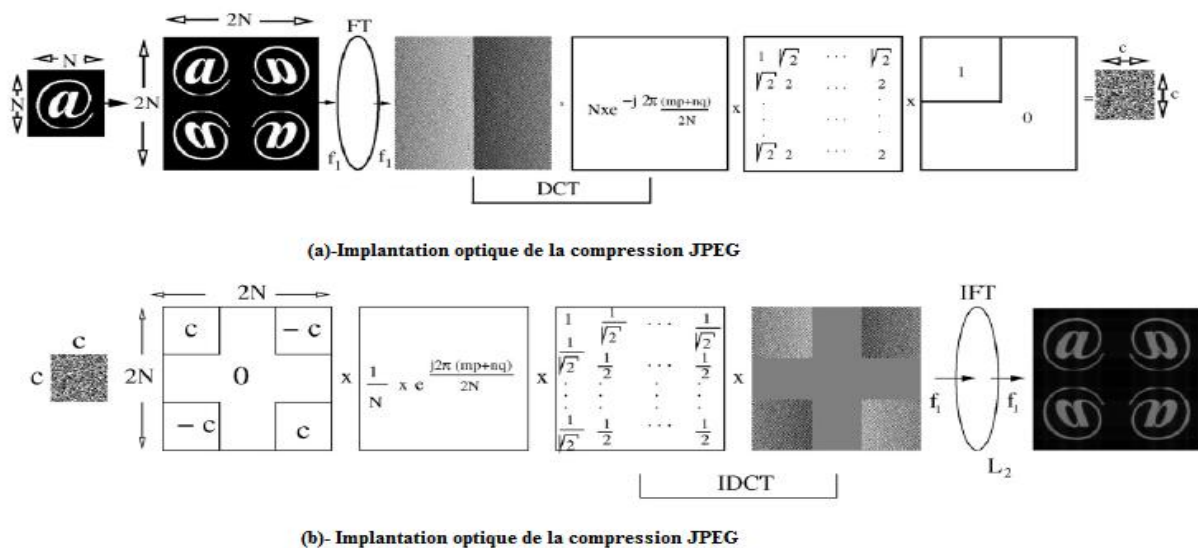 2N
FT
N
N
@
2N
f₁
f₁
DCT
Nxe^{-j 2π (mp+nq)/2N}
x
1 √2 ··· √2
√2 2 ··· 2
√2 2 ··· 2
x
1
0
=
c
c
(a)-Implantation optique de la compression JPEG
c
c
2N
2N
c
- c
0
- c
c
x
1/N x e^{j2π (mp+nq)/2N}
x
1 1/√2 ··· 1/√2
1/√2 1/2 ··· 1/2
1/√2 1/2 ··· 1/2
x
IDCT
IFT
f₁
f₁
L₂
(b)- Implantation optique de la compression JPEG